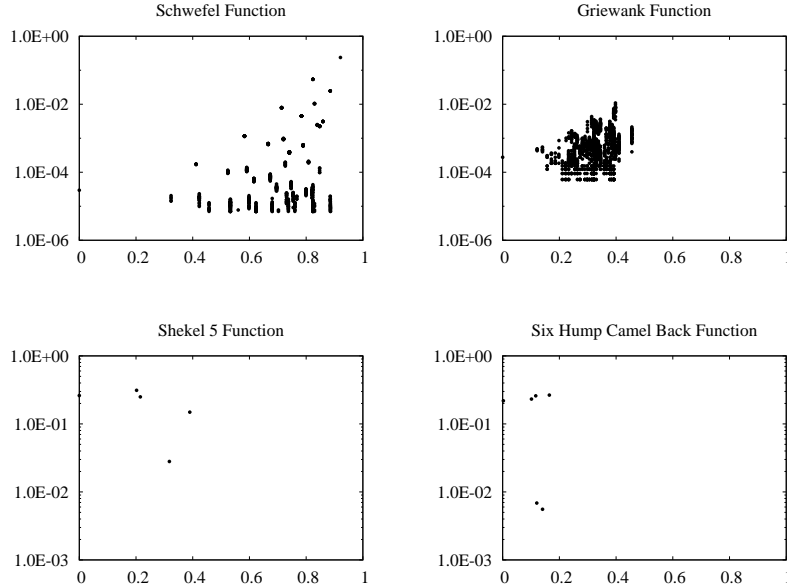 Schwefel Function
1.0E+00
1.0E-02
1.0E-04
1.0E-06
0 0.2 0.4 0.6 0.8 1
Griewank Function
1.0E+00
1.0E-02
1.0E-04
1.0E-06
0 0.2 0.4 0.6 0.8 1
Shekel 5 Function
1.0E+00
1.0E-01
1.0E-02
1.0E-03
0 0.2 0.4 0.6 0.8 1
Six Hump Camel Back Function
1.0E+00
1.0E-01
1.0E-02
1.0E-03
0 0.2 0.4 0.6 0.8 1